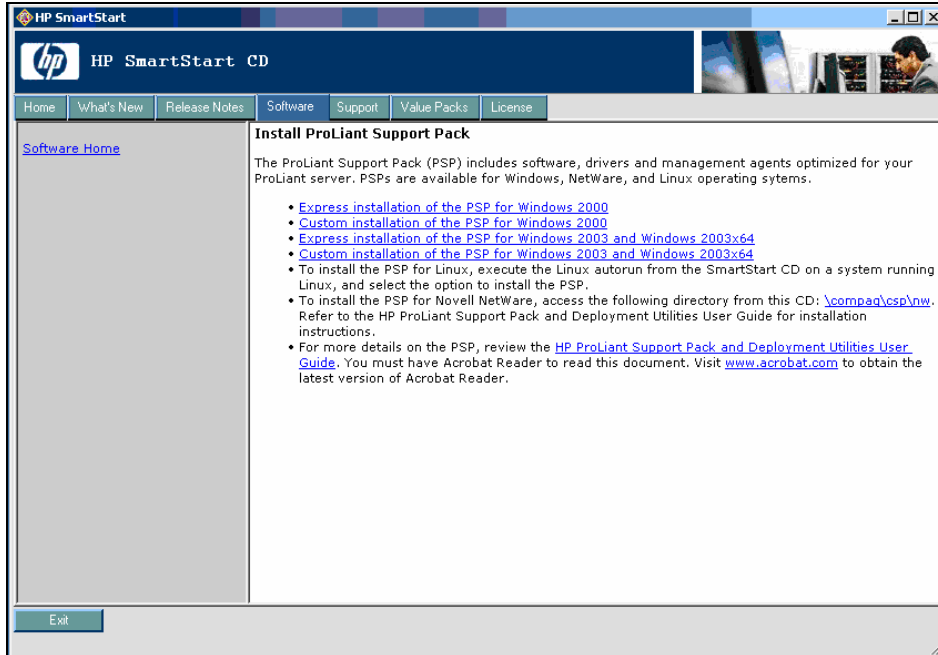 HP SmartStart
hp
HP SmartStart CD
Home What's New Release Notes Software Support Value Packs License
Software Home
Install ProLiant Support Pack
The ProLiant Support Pack (PSP) includes software, drivers and management agents optimized for your
ProLiant server. PSPs are available for Windows, NetWare, and Linux operating sytems.
• Express installation of the PSP for Windows 2000
• Custom installation of the PSP for Windows 2000
• Express installation of the PSP for Windows 2003 and Windows 2003x64
• Custom installation of the PSP for Windows 2003 and Windows 2003x64
• To install the PSP for Linux, execute the Linux autorun from the SmartStart CD on a system running
Linux, and select the option to install the PSP.
• To install the PSP for Novell NetWare, access the following directory from this CD: \compaq\csp\nw.
Refer to the HP ProLiant Support Pack and Deployment Utilities User Guide for installation
instructions.
• For more details on the PSP, review the HP ProLiant Support Pack and Deployment Utilities User
Guide. You must have Acrobat Reader to read this document. Visit www.acrobat.com to obtain the
latest version of Acrobat Reader.
Exit